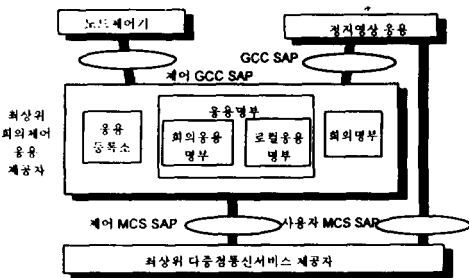 노드제어기
정지영상 응용
GCC SAP
제어 GCC SAP
최상위
회의제어
응용
제공자
응용
등록소
응용명부
회의응용
명부
로컬응용
명부
회의명부
제어 MCS SAP
사용자 MCS SAP
최상위 다중점통신서비스 제공자